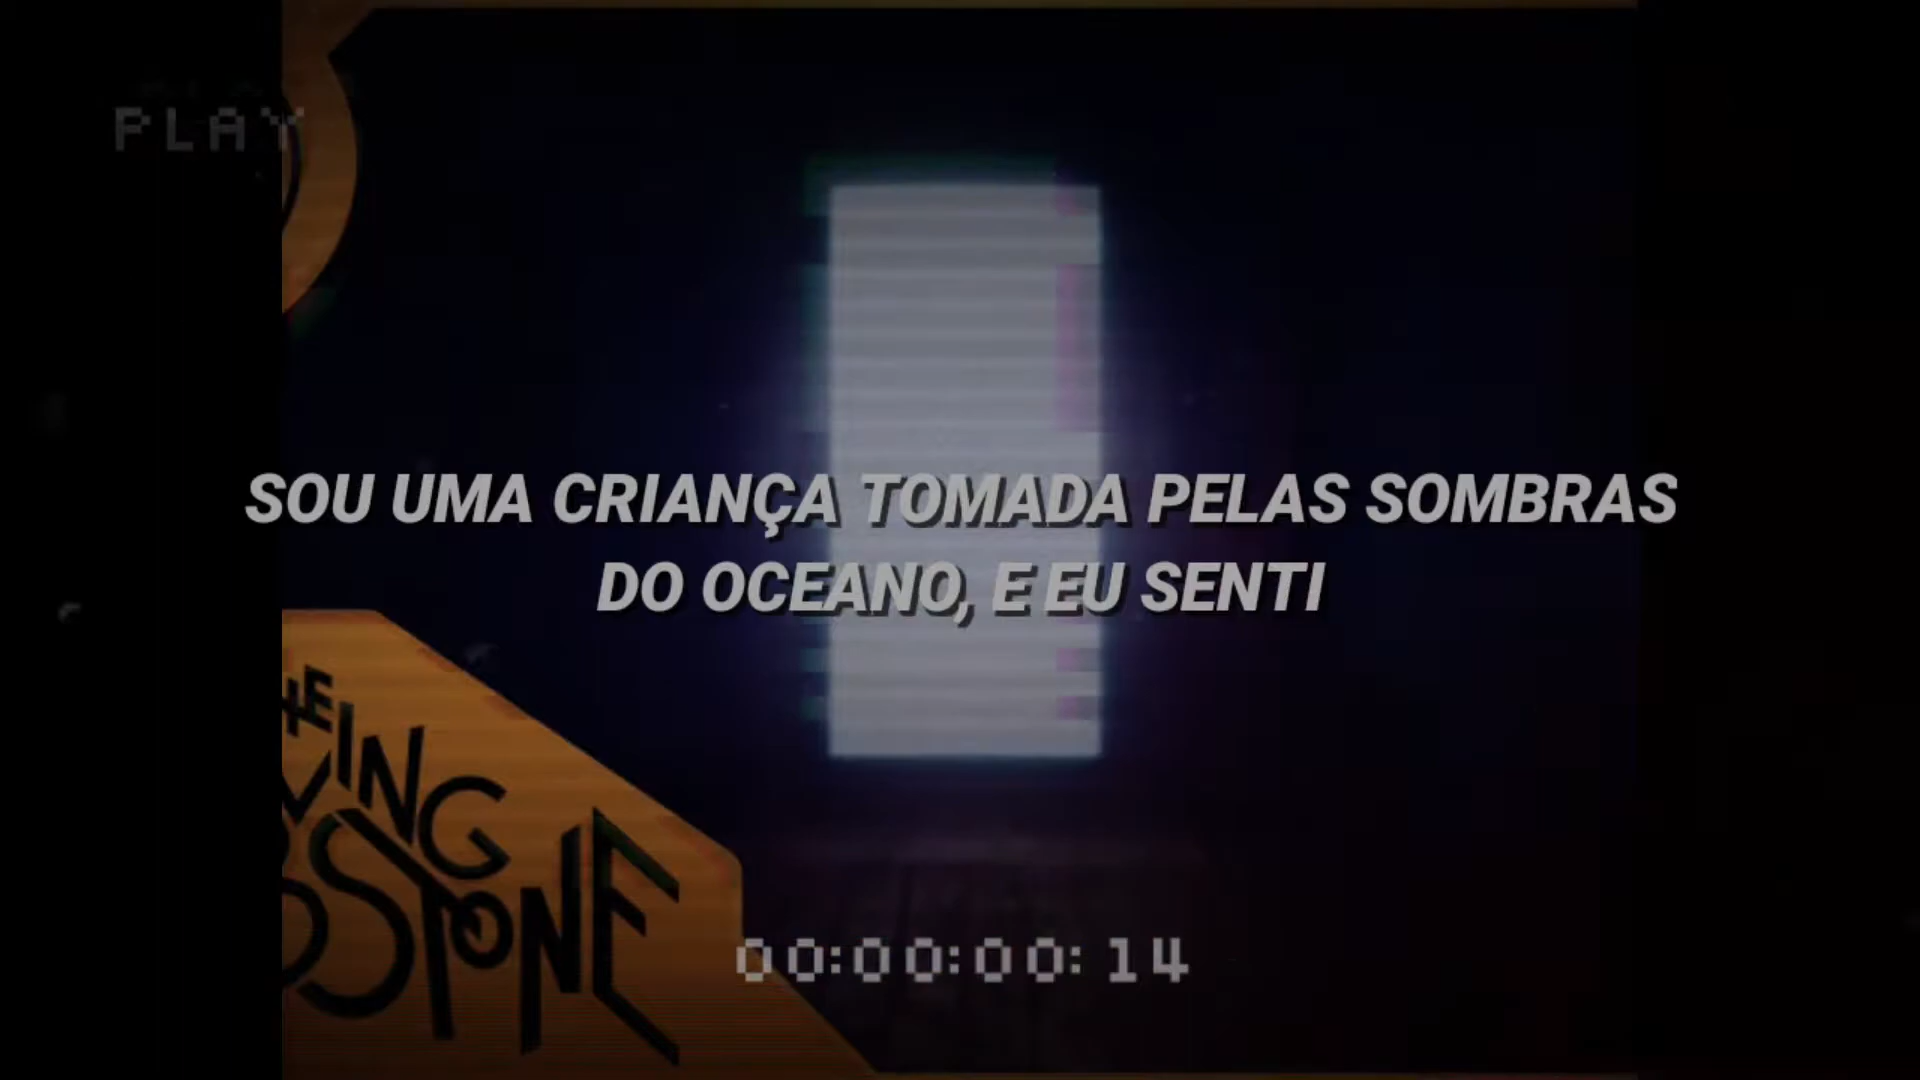 PLAY
SOU UMA CRIANÇA TOMADA PELAS SOMBRAS
DO OCEANO, E EU SENTI
00:00:00:14